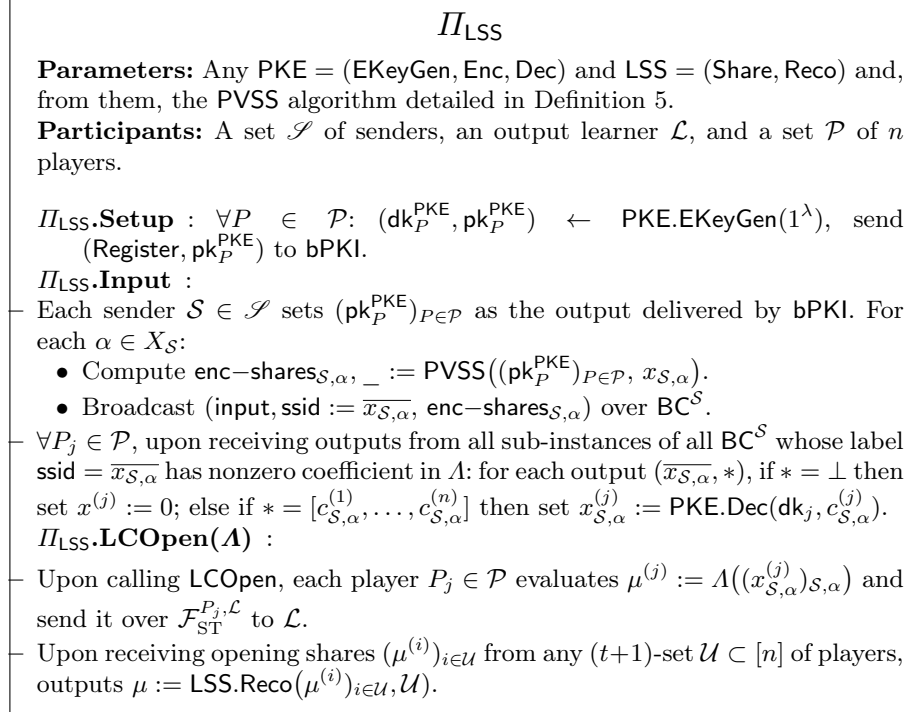 Π_LSS
Parameters: Any PKE = (EKeyGen, Enc, Dec) and LSS = (Share, Reco) and,
from them, the PVSS algorithm detailed in Definition 5.
Participants: A set 𝒮 of senders, an output learner ℒ, and a set 𝒫 of n
players.
Π_LSS.Setup : ∀P ∈ 𝒫: (dk_P^PKE, pk_P^PKE) ← PKE.EKeyGen(1^λ), send
(Register, pk_P^PKE) to bPKI.
Π_LSS.Input :
– Each sender 𝒮 ∈ 𝒮 sets (pk_P^PKE)_{P∈𝒫} as the output delivered by bPKI. For
each α ∈ X_𝒮:
• Compute enc−shares_{𝒮,α}, _ := PVSS((pk_P^PKE)_{P∈𝒫}, x_{𝒮,α}).
• Broadcast (input, ssid := \overline{x_{𝒮,α}}, enc−shares_{𝒮,α}) over BC^𝒮.
– ∀P_j ∈ 𝒫, upon receiving outputs from all sub-instances of all BC^𝒮 whose label
ssid = \overline{x_{𝒮,α}} has nonzero coefficient in Λ: for each output (\overline{x_{𝒮,α}}, ∗), if ∗ = ⊥ then
set x^{(j)} := 0; else if ∗ = [c_{𝒮,α}^{(1)}, . . . , c_{𝒮,α}^{(n)}] then set x_{𝒮,α}^{(j)} := PKE.Dec(dk_j, c_{𝒮,α}^{(j)}).
Π_LSS.LCOpen(Λ) :
– Upon calling LCOpen, each player P_j ∈ 𝒫 evaluates μ^{(j)} := Λ((x_{𝒮,α}^{(j)})_{𝒮,α}) and
send it over ℱ_ST^{P_j,ℒ} to ℒ.
– Upon receiving opening shares (μ^{(i)})_{i∈𝒰} from any (t+1)-set 𝒰 ⊂ [n] of players,
outputs μ := LSS.Reco(μ^{(i)})_{i∈𝒰}, 𝒰).